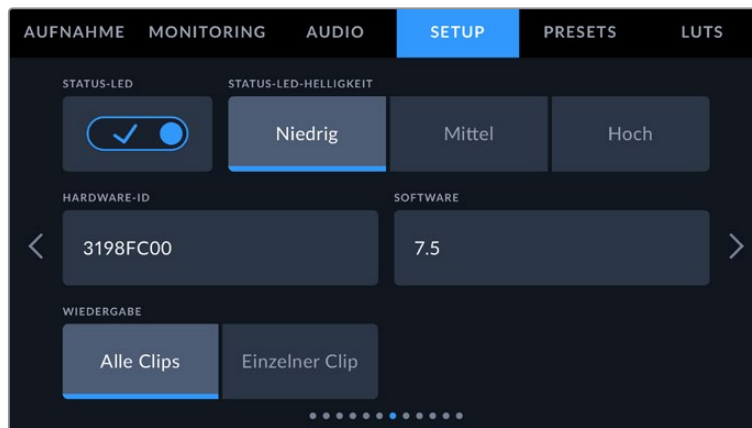 AUFNAHME MONITORING AUDIO SETUP PRESETS LUTS
STATUS-LED STATUS-LED-HELLIGKEIT
Niedrig Mittel Hoch
HARDWARE-ID SOFTWARE
3198FC00 7.5
WIEDERGABE
Alle Clips Einzelner Clip